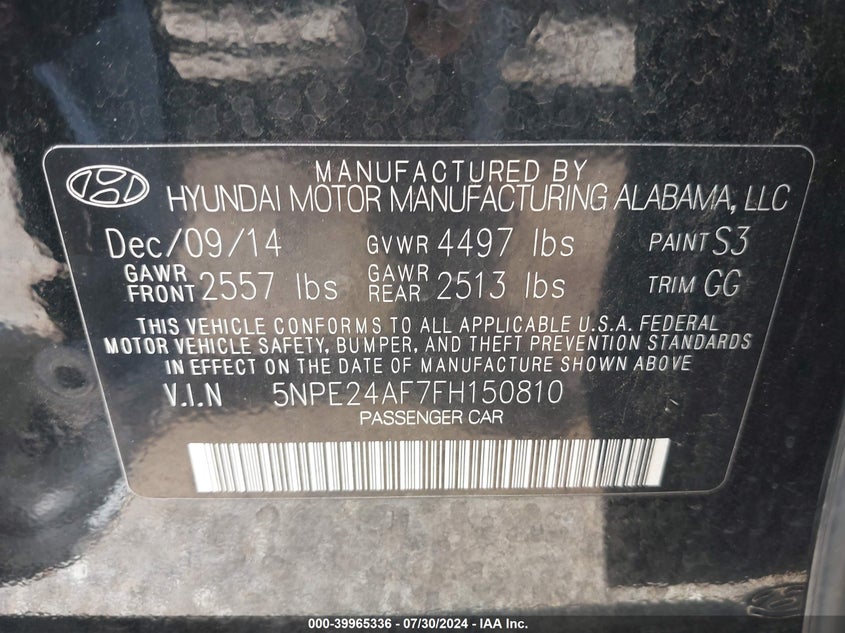 MANUFACTURED BY
HYUNDAI MOTOR MANUFACTURING ALABAMA, LLC
Dec/09/14 GVWR 4497 lbs PAINT S3
GAWR FRONT 2557 lbs GAWR REAR 2513 lbs TRIM GG
THIS VEHICLE CONFORMS TO ALL APPLICABLE U.S.A. FEDERAL
MOTOR VEHICLE SAFETY, BUMPER, AND THEFT PREVENTION STANDARDS
IN EFFECT ON THE DATE OF MANUFACTURE SHOWN ABOVE
V.I.N 5NPE24AF7FH150810
PASSENGER CAR
000-39965336 - 07/30/2024 - IAA Inc.